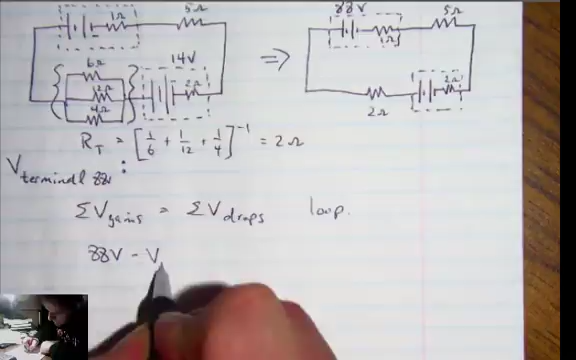 1Ω 5Ω 88V 5Ω
14V 1Ω
6Ω 2Ω ⇒ 2Ω
12Ω
4Ω 2Ω
R_T = [1/6 + 1/12 + 1/4]^-1 = 2Ω
V_terminal 88V :
ΣV_gains = ΣV_drops loop.
88V - V